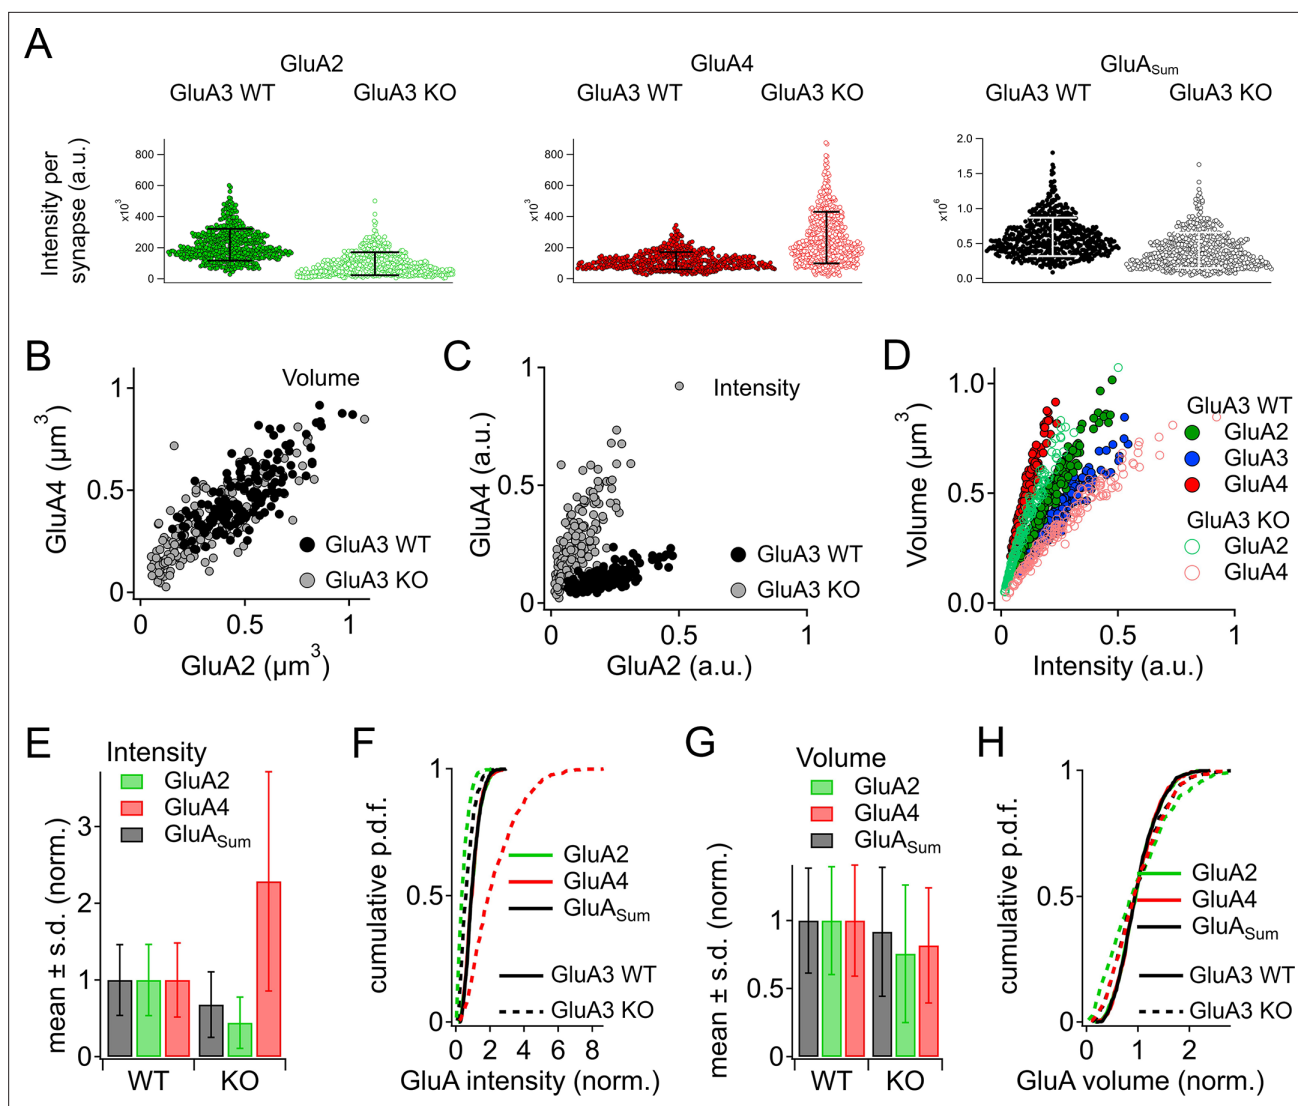 A
GluA2
GluA3 WT GluA3 KO
GluA4
GluA3 WT GluA3 KO
GluASum
GluA3 WT GluA3 KO
Intensity per
synapse (a.u.)
x10³
800
600
400
200
0
x10³
800
600
400
200
0
x10⁶
2.0
1.5
1.0
0.5
0.0
B
Volume
GluA4 (µm³)
1
0.5
0
0 0.5 1
GluA2 (µm³)
GluA3 WT
GluA3 KO
C
Intensity
GluA4 (a.u.)
1
0.5
0
0 0.5 1
GluA2 (a.u.)
GluA3 WT
GluA3 KO
D
Volume (µm³)
1.0
0.5
0.0
0 0.5 1
Intensity (a.u.)
GluA3 WT
GluA2
GluA3
GluA4
GluA3 KO
GluA2
GluA4
E
Intensity
GluA2
GluA4
GluASum
mean ± s.d. (norm.)
3
2
1
0
WT KO
F
cumulative p.d.f.
1
0.5
0
0 2 4 6 8
GluA intensity (norm.)
GluA2
GluA4
GluASum
GluA3 WT
GluA3 KO
G
Volume
GluA2
GluA4
GluASum
mean ± s.d. (norm.)
1
0.5
0
WT KO
H
cumulative p.d.f.
1
0.5
0
0 1 2
GluA volume (norm.)
GluA2
GluA4
GluASum
GluA3 WT
GluA3 KO